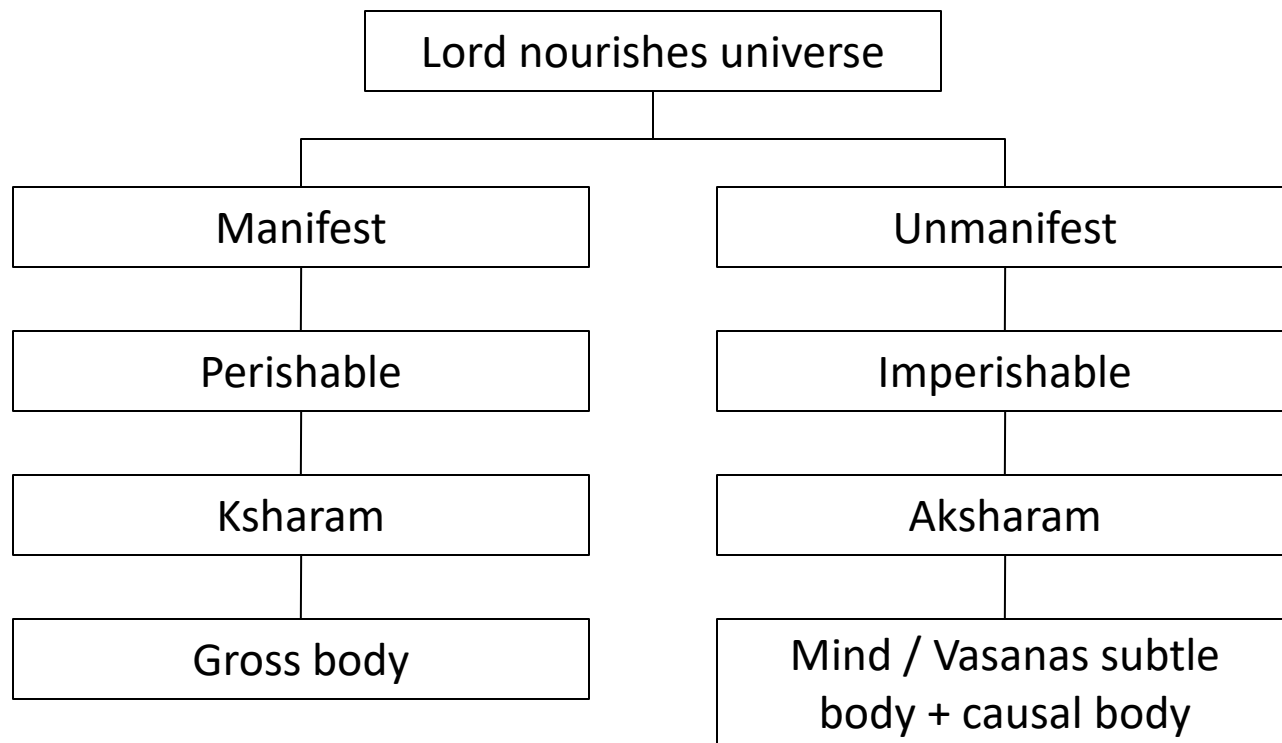 Lord nourishes universe
Manifest
Unmanifest
Perishable
Imperishable
Ksharam
Aksharam
Gross body
Mind / Vasanas subtle
body + causal body